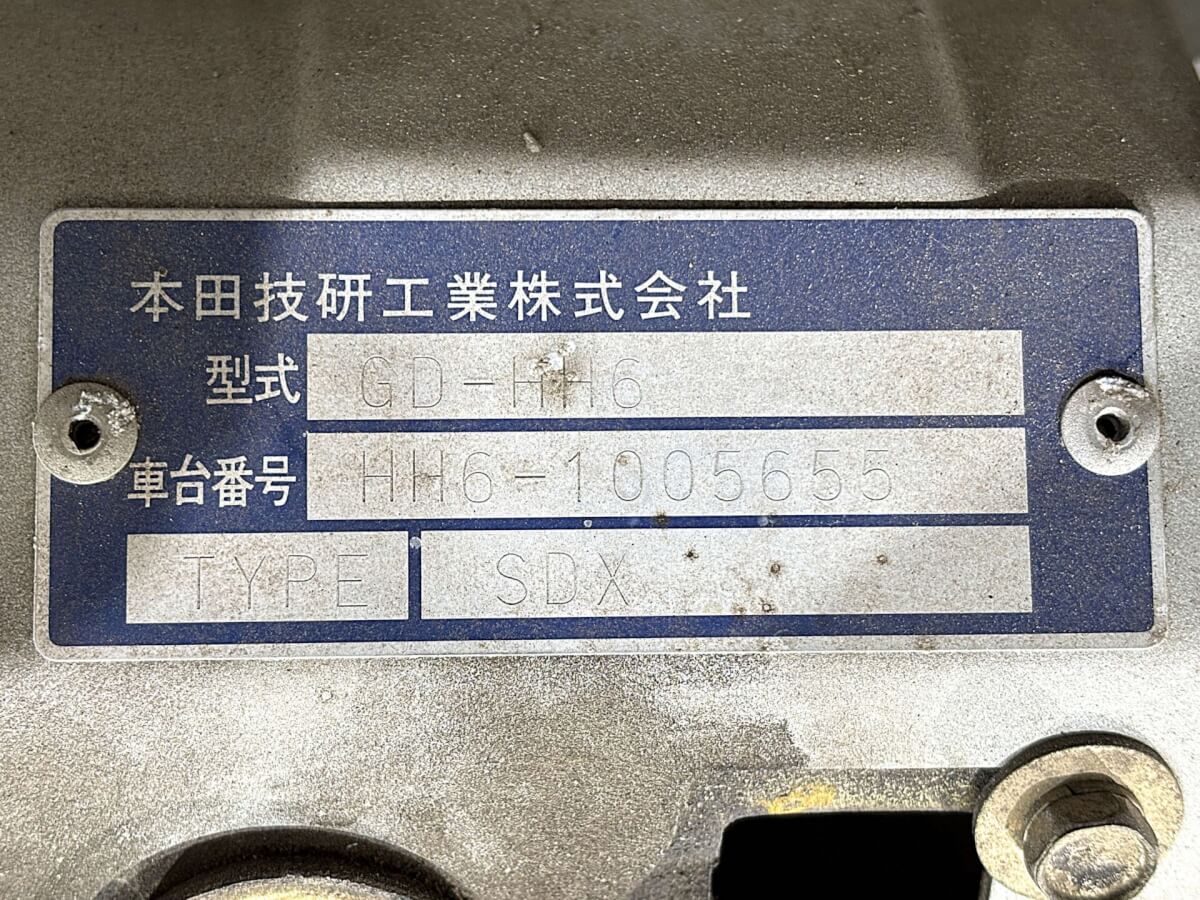 本田技研工業株式会社
型式 GD-HH6
車台番号 HH6-1005655
TYPE SDX